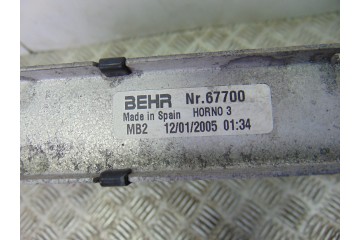 BEHR Nr.67700
Made in Spain HORNO 3
MB2 12/01/2005 01:34